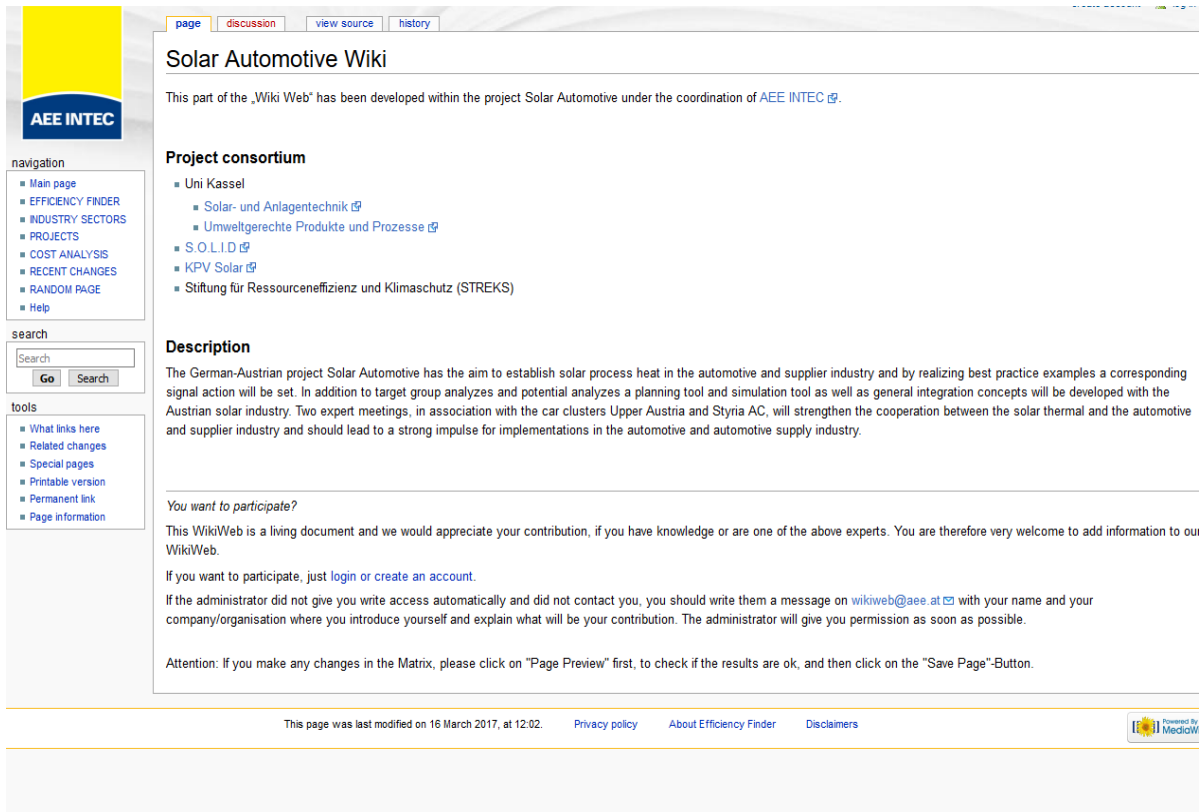 page
discussion
view source
history
Solar Automotive Wiki
This part of the „Wiki Web“ has been developed within the project Solar Automotive under the coordination of AEE INTEC.
Project consortium
Uni Kassel
Solar- und Anlagentechnik
Umweltgerechte Produkte und Prozesse
S.O.L.I.D
KPV Solar
Stiftung für Ressourceneffizienz und Klimaschutz (STREKS)
Description
The German-Austrian project Solar Automotive has the aim to establish solar process heat in the automotive and supplier industry and by realizing best practice examples a corresponding
signal action will be set. In addition to target group analyzes and potential analyzes a planning tool and simulation tool as well as general integration concepts will be developed with the
Austrian solar industry. Two expert meetings, in association with the car clusters Upper Austria and Styria AC, will strengthen the cooperation between the solar thermal and the automotive
and supplier industry and should lead to a strong impulse for implementations in the automotive and automotive supply industry.
You want to participate?
This WikiWeb is a living document and we would appreciate your contribution, if you have knowledge or are one of the above experts. You are therefore very welcome to add information to our
WikiWeb.
If you want to participate, just login or create an account.
If the administrator did not give you write access automatically and did not contact you, you should write them a message on wikiweb@aee.at with your name and your
company/organisation where you introduce yourself and explain what will be your contribution. The administrator will give you permission as soon as possible.
Attention: If you make any changes in the Matrix, please click on "Page Preview" first, to check if the results are ok, and then click on the "Save Page"-Button.
AEE INTEC
navigation
Main page
EFFICIENCY FINDER
INDUSTRY SECTORS
PROJECTS
COST ANALYSIS
RECENT CHANGES
RANDOM PAGE
Help
search
Search
Go Search
tools
What links here
Related changes
Special pages
Printable version
Permanent link
Page information
This page was last modified on 16 March 2017, at 12:02. Privacy policy About Efficiency Finder Disclaimers
Powered By